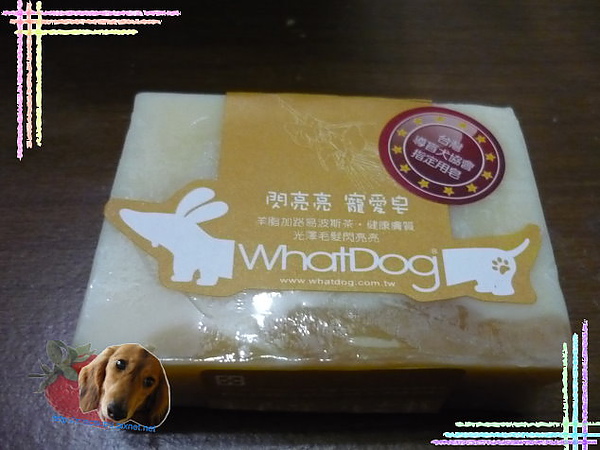 台灣
導盲犬協會
指定用皂
閃亮亮 寵愛皂
羊脂加路易波斯茶・健康膚質
光澤毛髮閃亮亮
WhatDog®
www.whatdog.com.tw